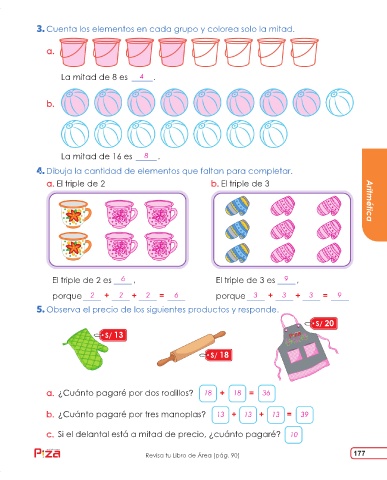 3. Cuenta los elementos en cada grupo y colorea solo la mitad.
a.
La mitad de 8 es 4.
b.
La mitad de 16 es 8.
4. Dibuja la cantidad de elementos que faltan para completar.
a. El triple de 2
b. El triple de 3
El triple de 2 es 6,
porque 2 + 2 + 2 = 6
El triple de 3 es 9,
porque 3 + 3 + 3 = 9
Aritmética
5. Observa el precio de los siguientes productos y responde.
S/ 13
S/ 18
S/ 20
a. ¿Cuánto pagaré por dos rodillos? 18 + 18 = 36
b. ¿Cuánto pagaré por tres manoplas? 13 + 13 + 13 = 39
c. Si el delantal está a mitad de precio, ¿cuánto pagaré? 10
Revisa tu Libro de Área (pág. 90)
177